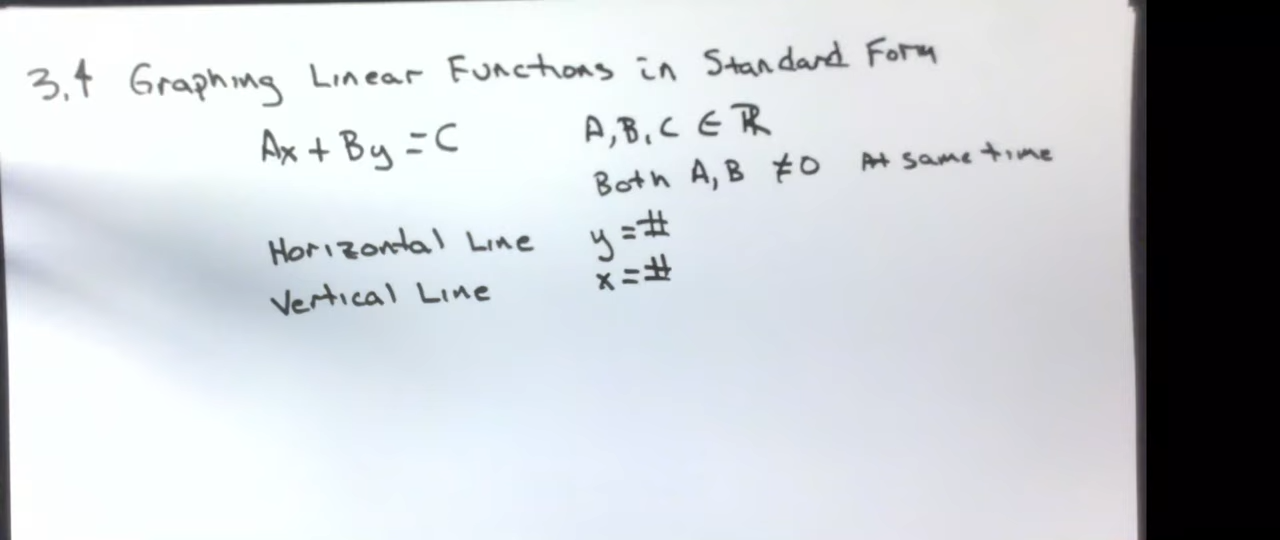 3.4 Graphing Linear Functions in Standard Form
Ax + By = C A, B, C ∈ ℝ
Both A, B ≠ 0 At same time
Horizontal Line y = #
Vertical Line x = #